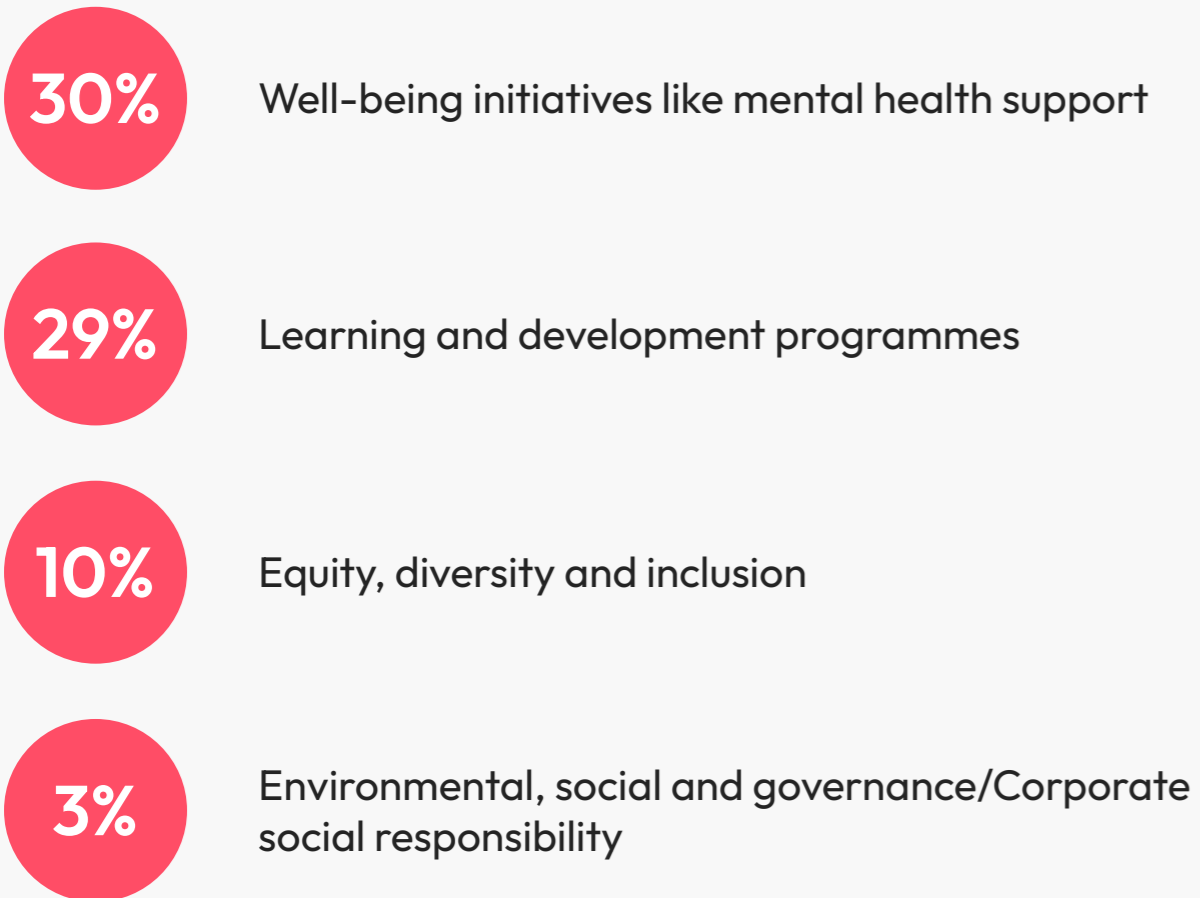 30%
Well-being initiatives like mental health support
29%
Learning and development programmes
10%
Equity, diversity and inclusion
3%
Environmental, social and governance/Corporate
social responsibility